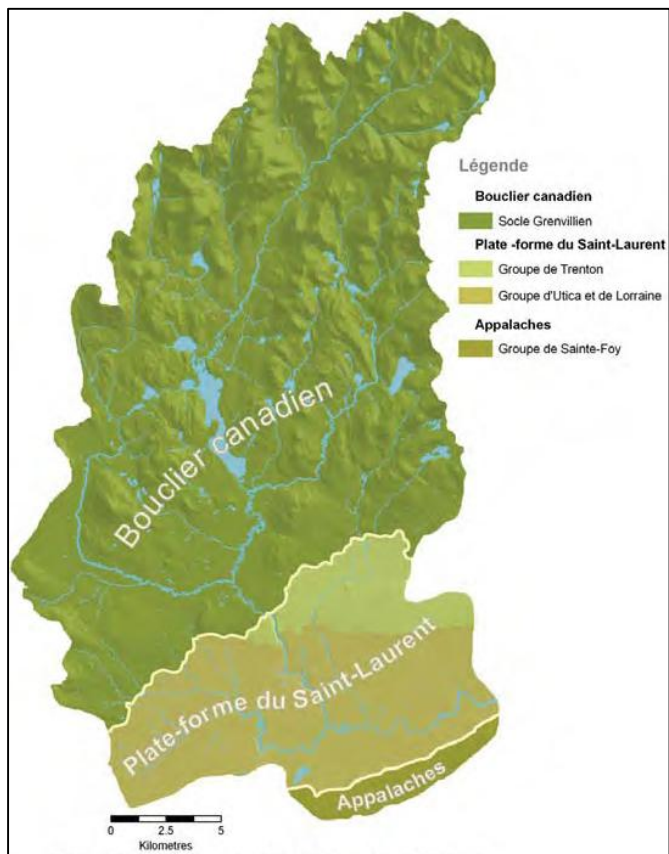 Légende
Bouclier canadien
Socle Grenvillien
Plate -forme du Saint-Laurent
Groupe de Trenton
Groupe d'Utica et de Lorraine
Appalaches
Groupe de Sainte-Foy
Bouclier canadien
Plate-forme du Saint-Laurent
Appalaches
0 2.5 5
Kilometres